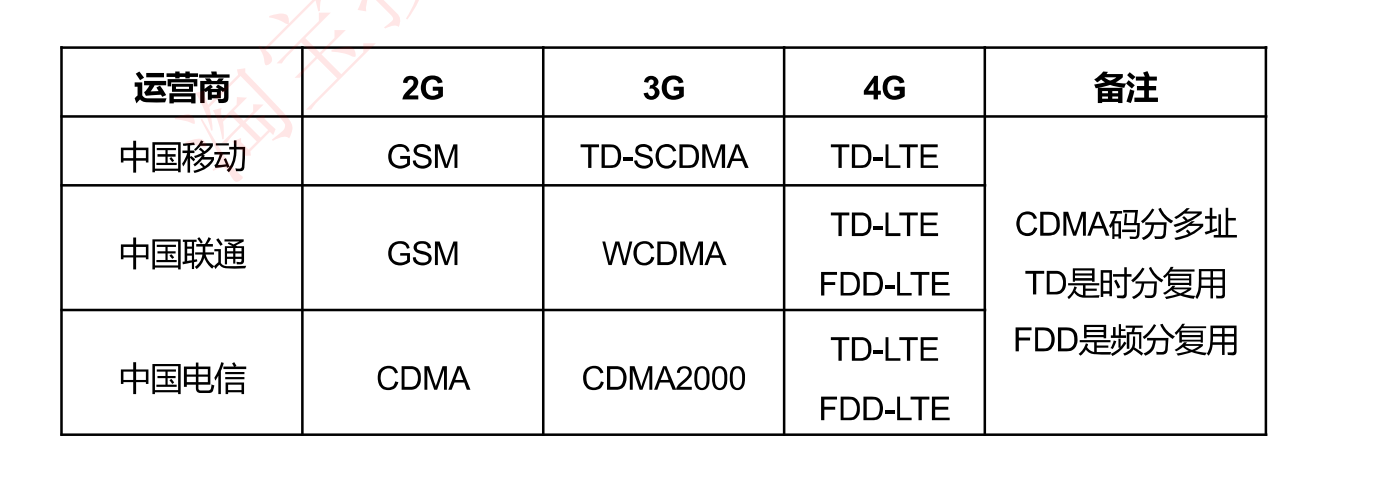 淘宝
运营商 2G 3G 4G 备注
中国移动 GSM TD-SCDMA TD-LTE
中国联通 GSM WCDMA TD-LTE
FDD-LTE
中国电信 CDMA CDMA2000 TD-LTE
FDD-LTE
CDMA码分多址
TD是时分复用
FDD是频分复用